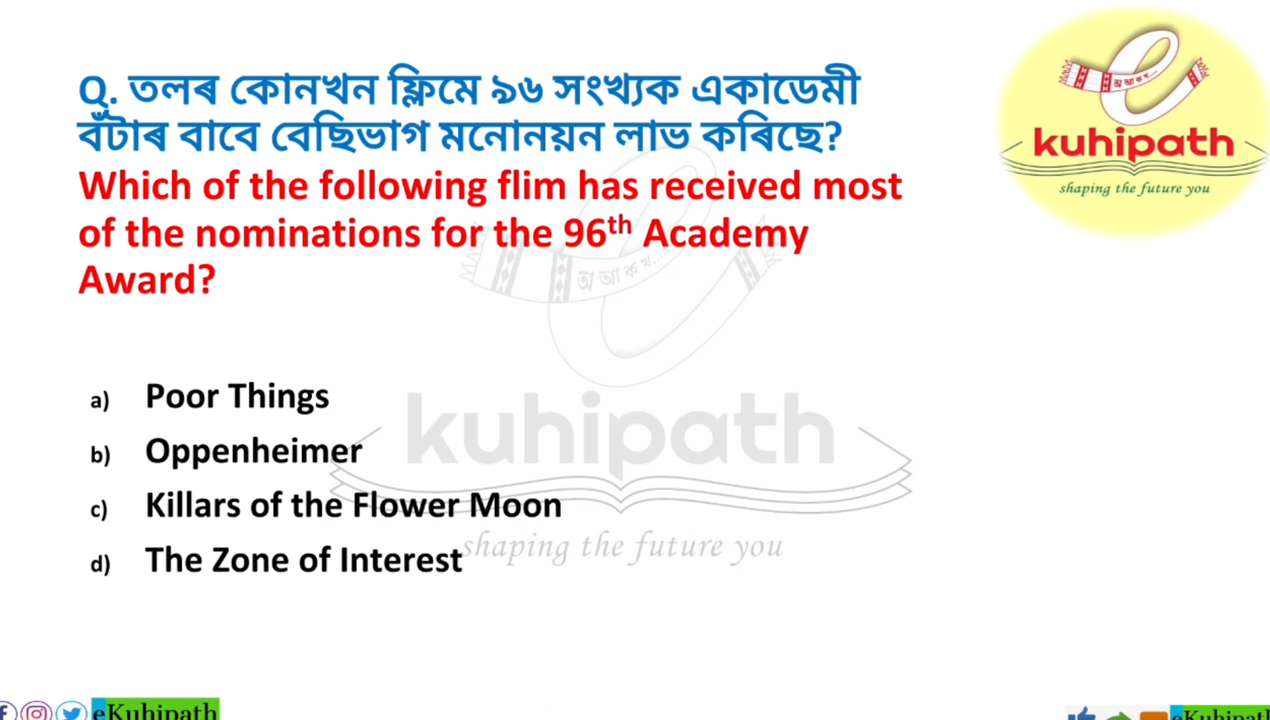 Q. তলৰ কোনখন ফ্লিমে ৯৬ সংখ্যক একাডেমী
বঁটাৰ বাবে বেছিভাগ মনোনয়ন লাভ কৰিছে?
Which of the following flim has received most
of the nominations for the 96th Academy
Award?
a) Poor Things
b) Oppenheimer
c) Killars of the Flower Moon
d) The Zone of Interest
e
অ আ ক খ...
kuhipath
shaping the future you
অ আ ক খ....
kuhipath
shaping the future you
eKuhipath
eKuhipath